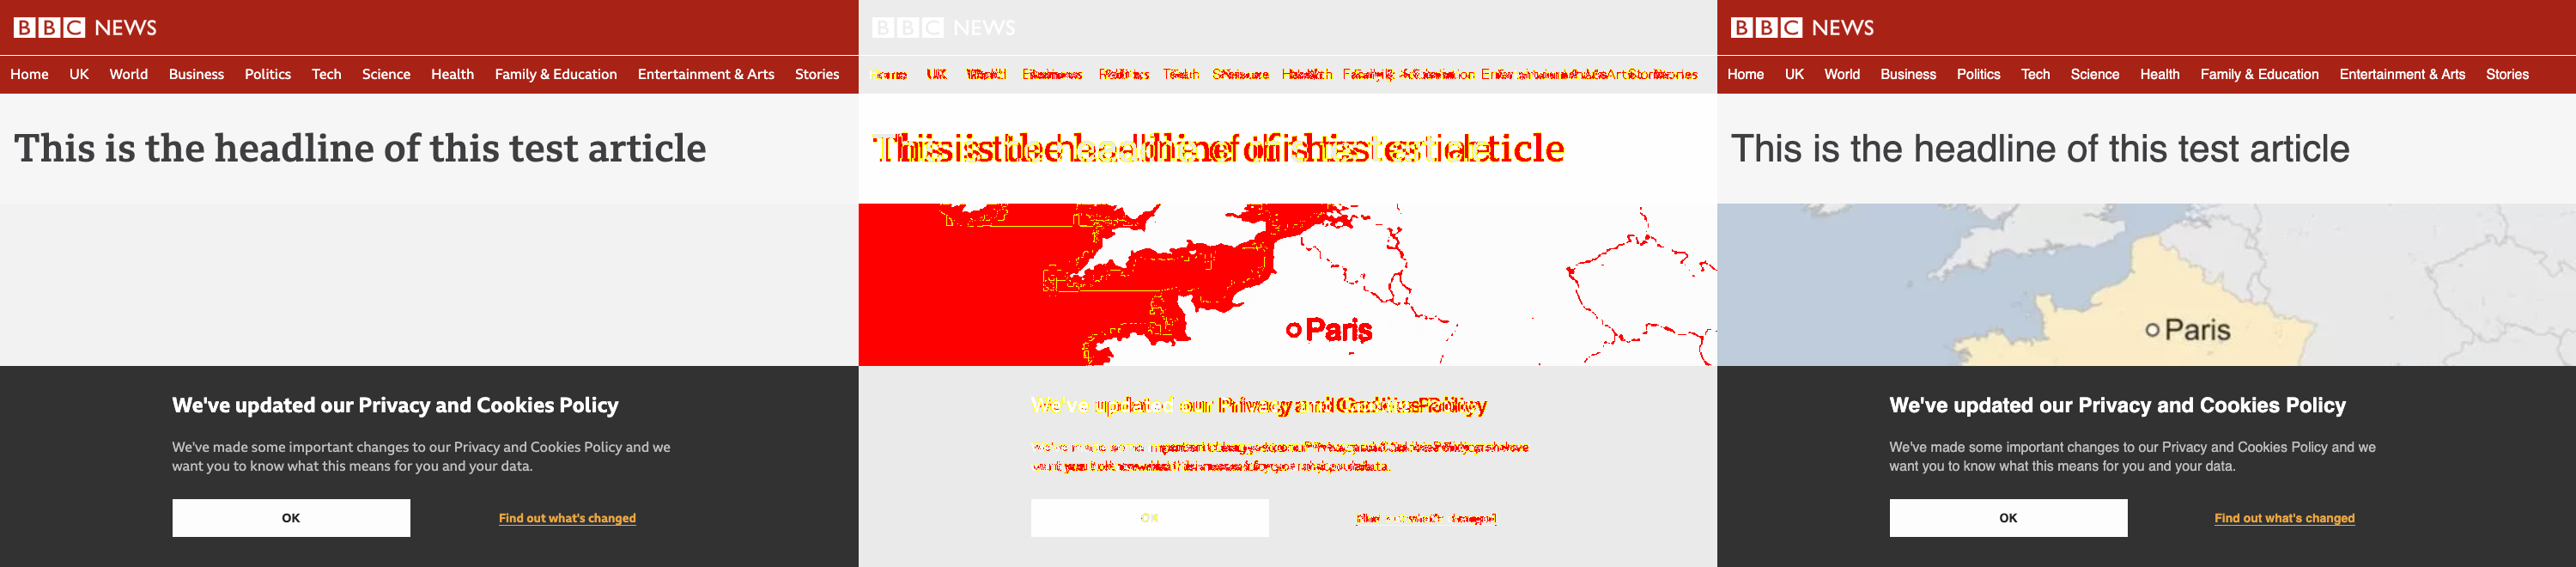 BBC NEWS
Home UK World Business Politics Tech Science Health Family & Education Entertainment & Arts Stories
This is the headline of this test article
We've updated our Privacy and Cookies Policy
We've made some important changes to our Privacy and Cookies Policy and we
want you to know what this means for you and your data.
OK
Find out what's changed
BBC NEWS
Paris
We've updated our
OK
BBC NEWS
Home UK World Business Politics Tech Science Health Family & Education Entertainment & Arts Stories
This is the headline of this test article
Paris
We've updated our Privacy and Cookies Policy
We've made some important changes to our Privacy and Cookies Policy and we
want you to know what this means for you and your data.
OK
Find out what's changed